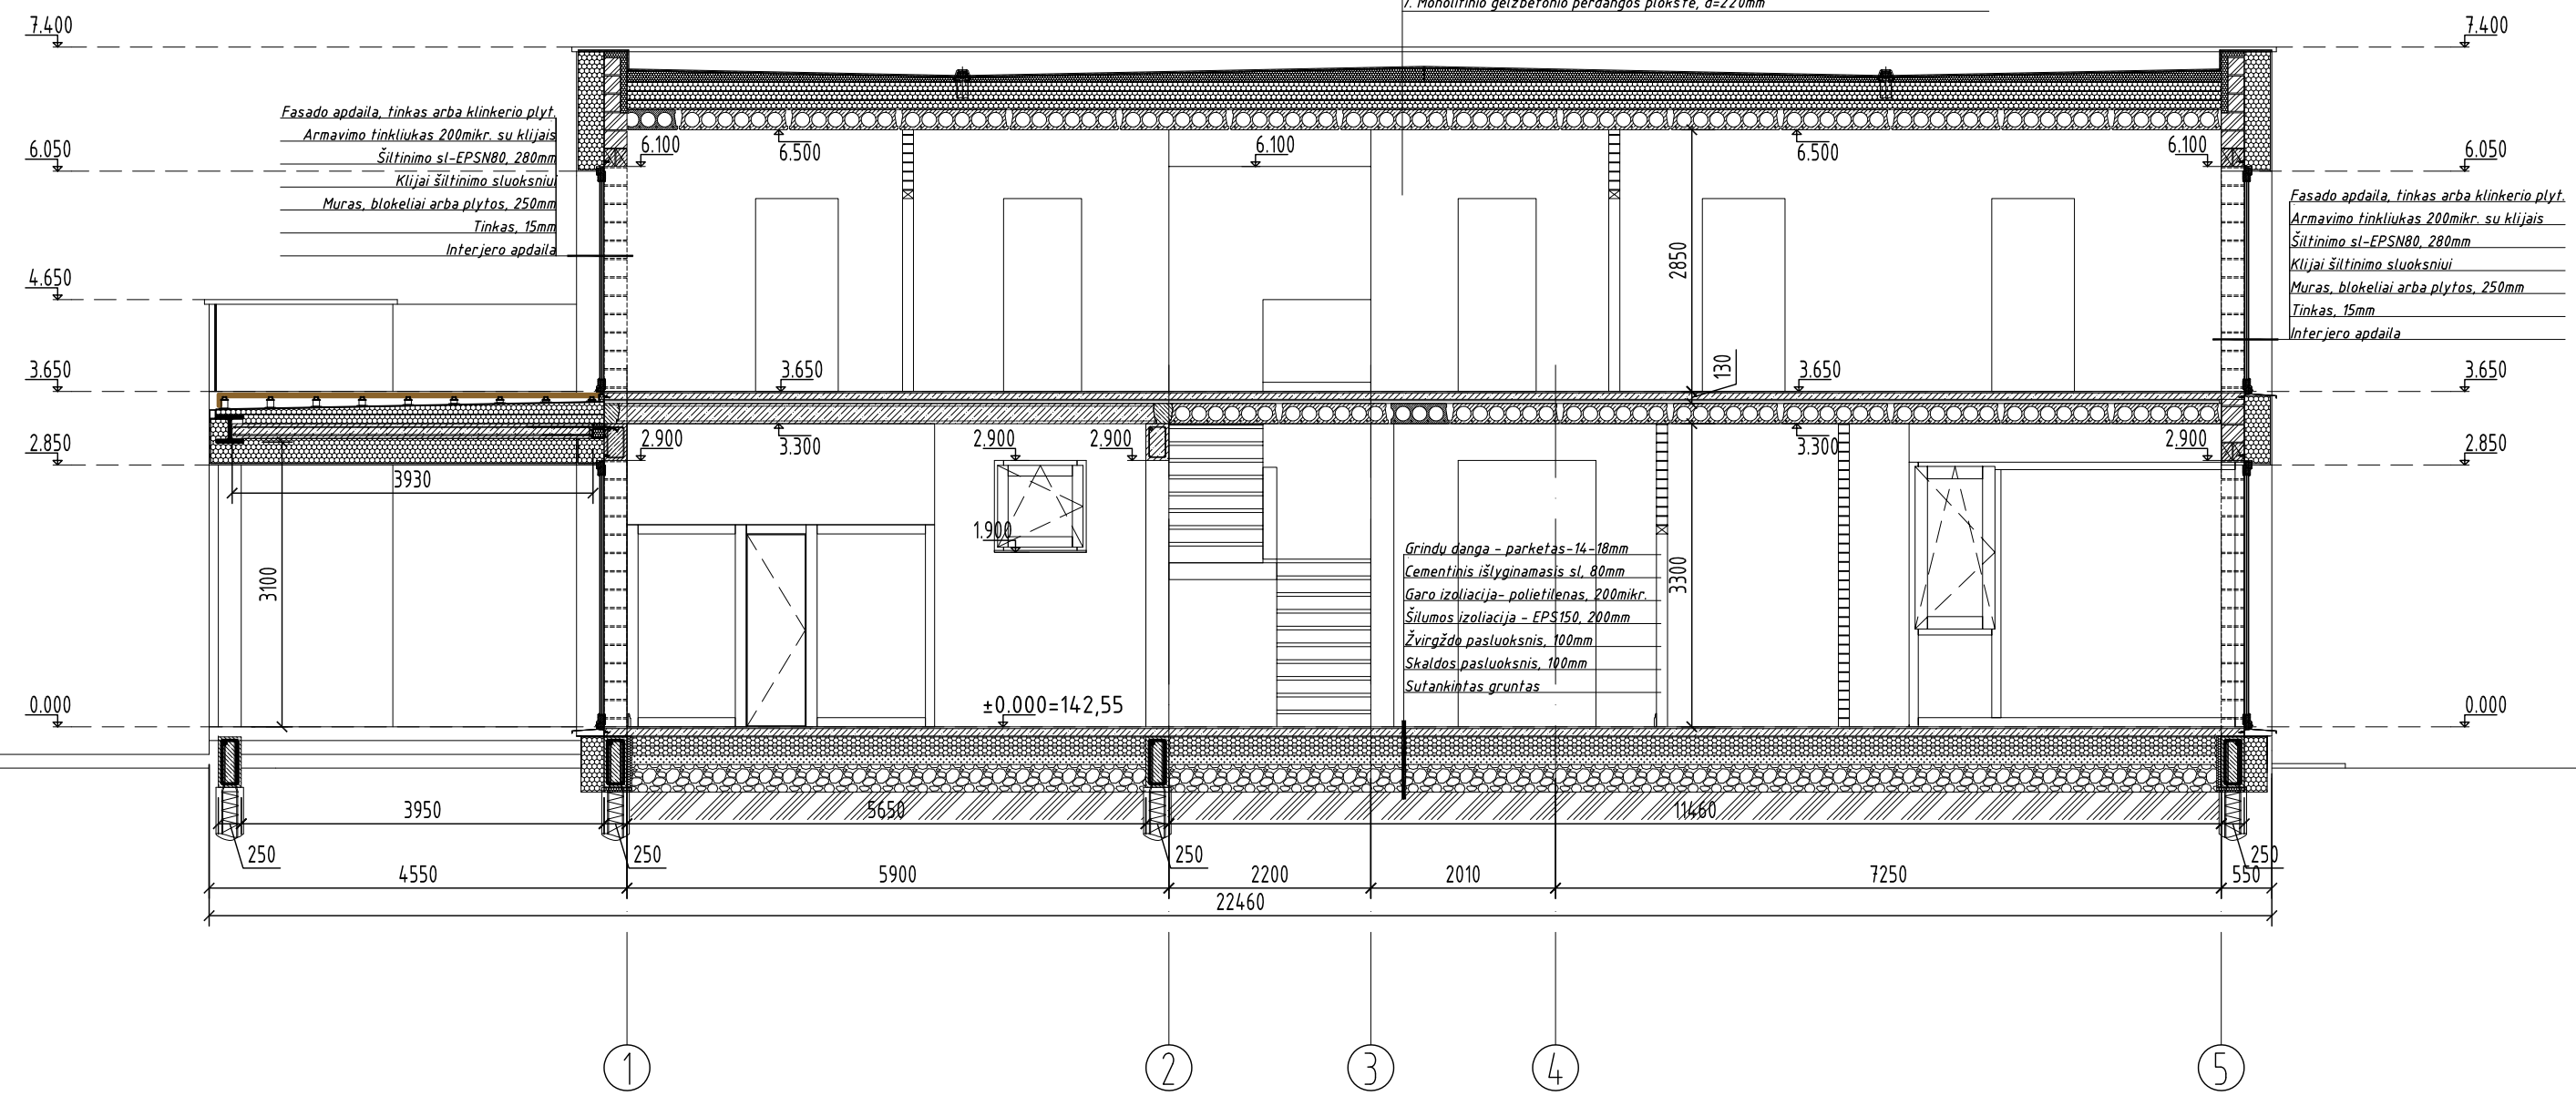 7. Monolitinio gelžbetonio perdangos plokštė, d=220mm
7.400
7.400
Fasado apdaila, tinkas arba klinkerio plyt.
Armavimo tinkliukas 200mikr. su klijais
Šiltinimo sl-EPSN80, 280mm
Klijai šiltinimo sluoksniui
Muras, blokeliai arba plytos, 250mm
Tinkas, 15mm
Interjero apdaila
6.050
6.100
6.500
6.100
6.500
6.100
6.050
Fasado apdaila, tinkas arba klinkerio plyt.
Armavimo tinkliukas 200mikr. su klijais
Šiltinimo sl-EPSN80, 280mm
Klijai šiltinimo sluoksniui
Muras, blokeliai arba plytos, 250mm
Tinkas, 15mm
Interjero apdaila
2850
4.650
3.650
3.650
130
3.650
3.650
2.850
2.900
3.300
2.900
2.900
3.300
2.900
2.850
3930
1.900
3100
3300
Grindų danga - parketas-14-18mm
Cementinis išlyginamasis sl, 80mm
Garo izoliacija- polietilenas, 200mikr.
Šilumos izoliacija - EPS150, 200mm
Žvirgždo pasluoksnis, 100mm
Skaldos pasluoksnis, 100mm
Sutankintas gruntas
0.000
±0.000=142,55
0.000
3950
5650
11460
250
250
250
250
4550
5900
2200
2010
7250
550
22460
1
2
3
4
5